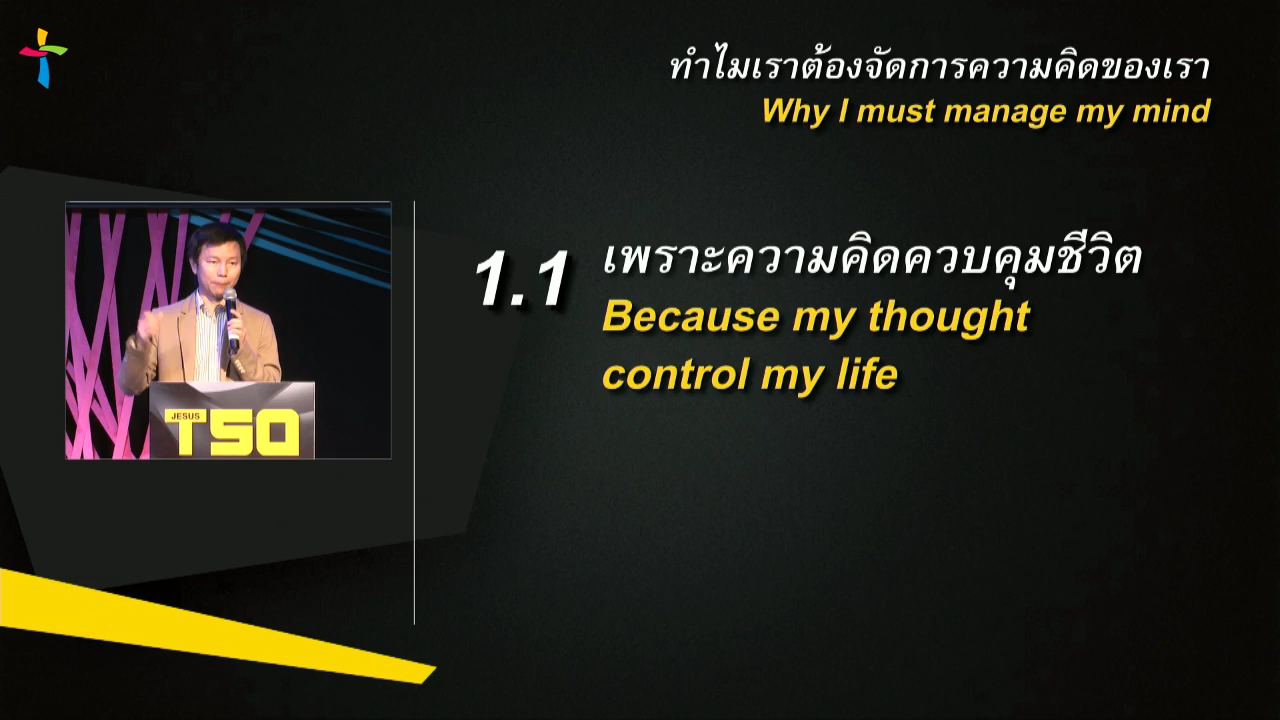 ทำไมเราต้องจัดการความคิดของเรา
Why I must manage my mind
1.1
เพราะความคิดควบคุมชีวิต
Because my thought
control my life
JESUS
TSQ